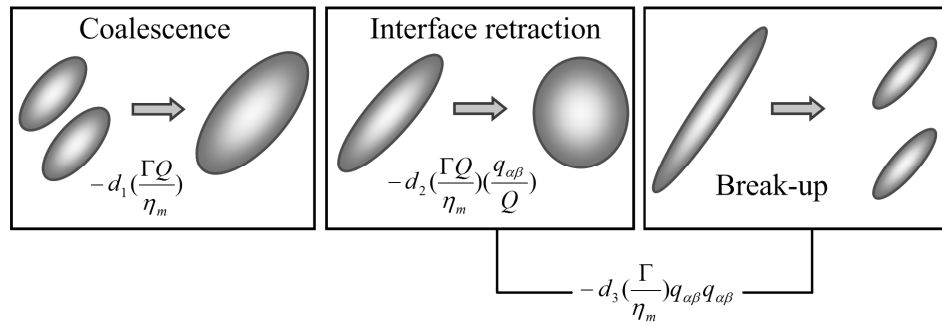 Coalescence
$-d_1(\frac{\Gamma Q}{\eta_m})$
Interface retraction
$-d_2(\frac{\Gamma Q}{\eta_m})(\frac{q_{\alpha\beta}}{Q})$
Break-up
$-d_3(\frac{\Gamma}{\eta_m})q_{\alpha\beta}q_{\alpha\beta}$